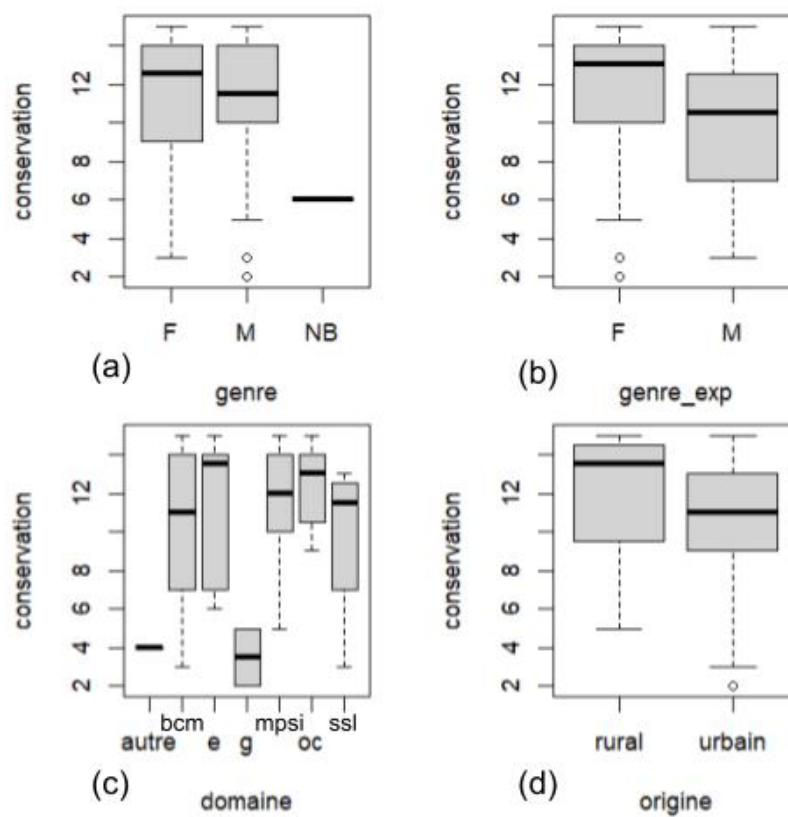 conservation
12
8
6
4
2
F M NB
(a)
genre
conservation
12
8
6
4
2
F M
(b)
genre_exp
conservation
12
8
6
4
2
autre bcm e g mpsi oc ssl
(c)
domaine
conservation
12
8
6
4
2
rural urbain
(d)
origine